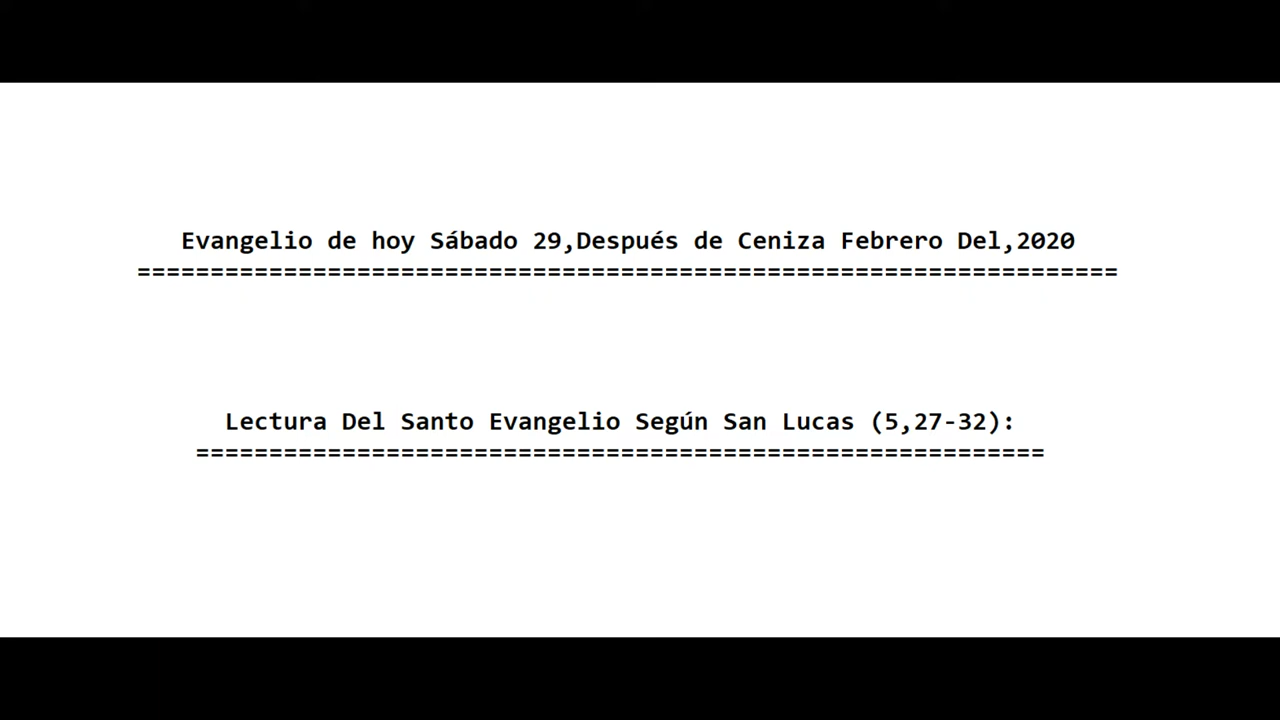 Evangelio de hoy Sábado 29,Después de Ceniza Febrero Del,2020
===================================================================
Lectura Del Santo Evangelio Según San Lucas (5,27-32):
==========================================================